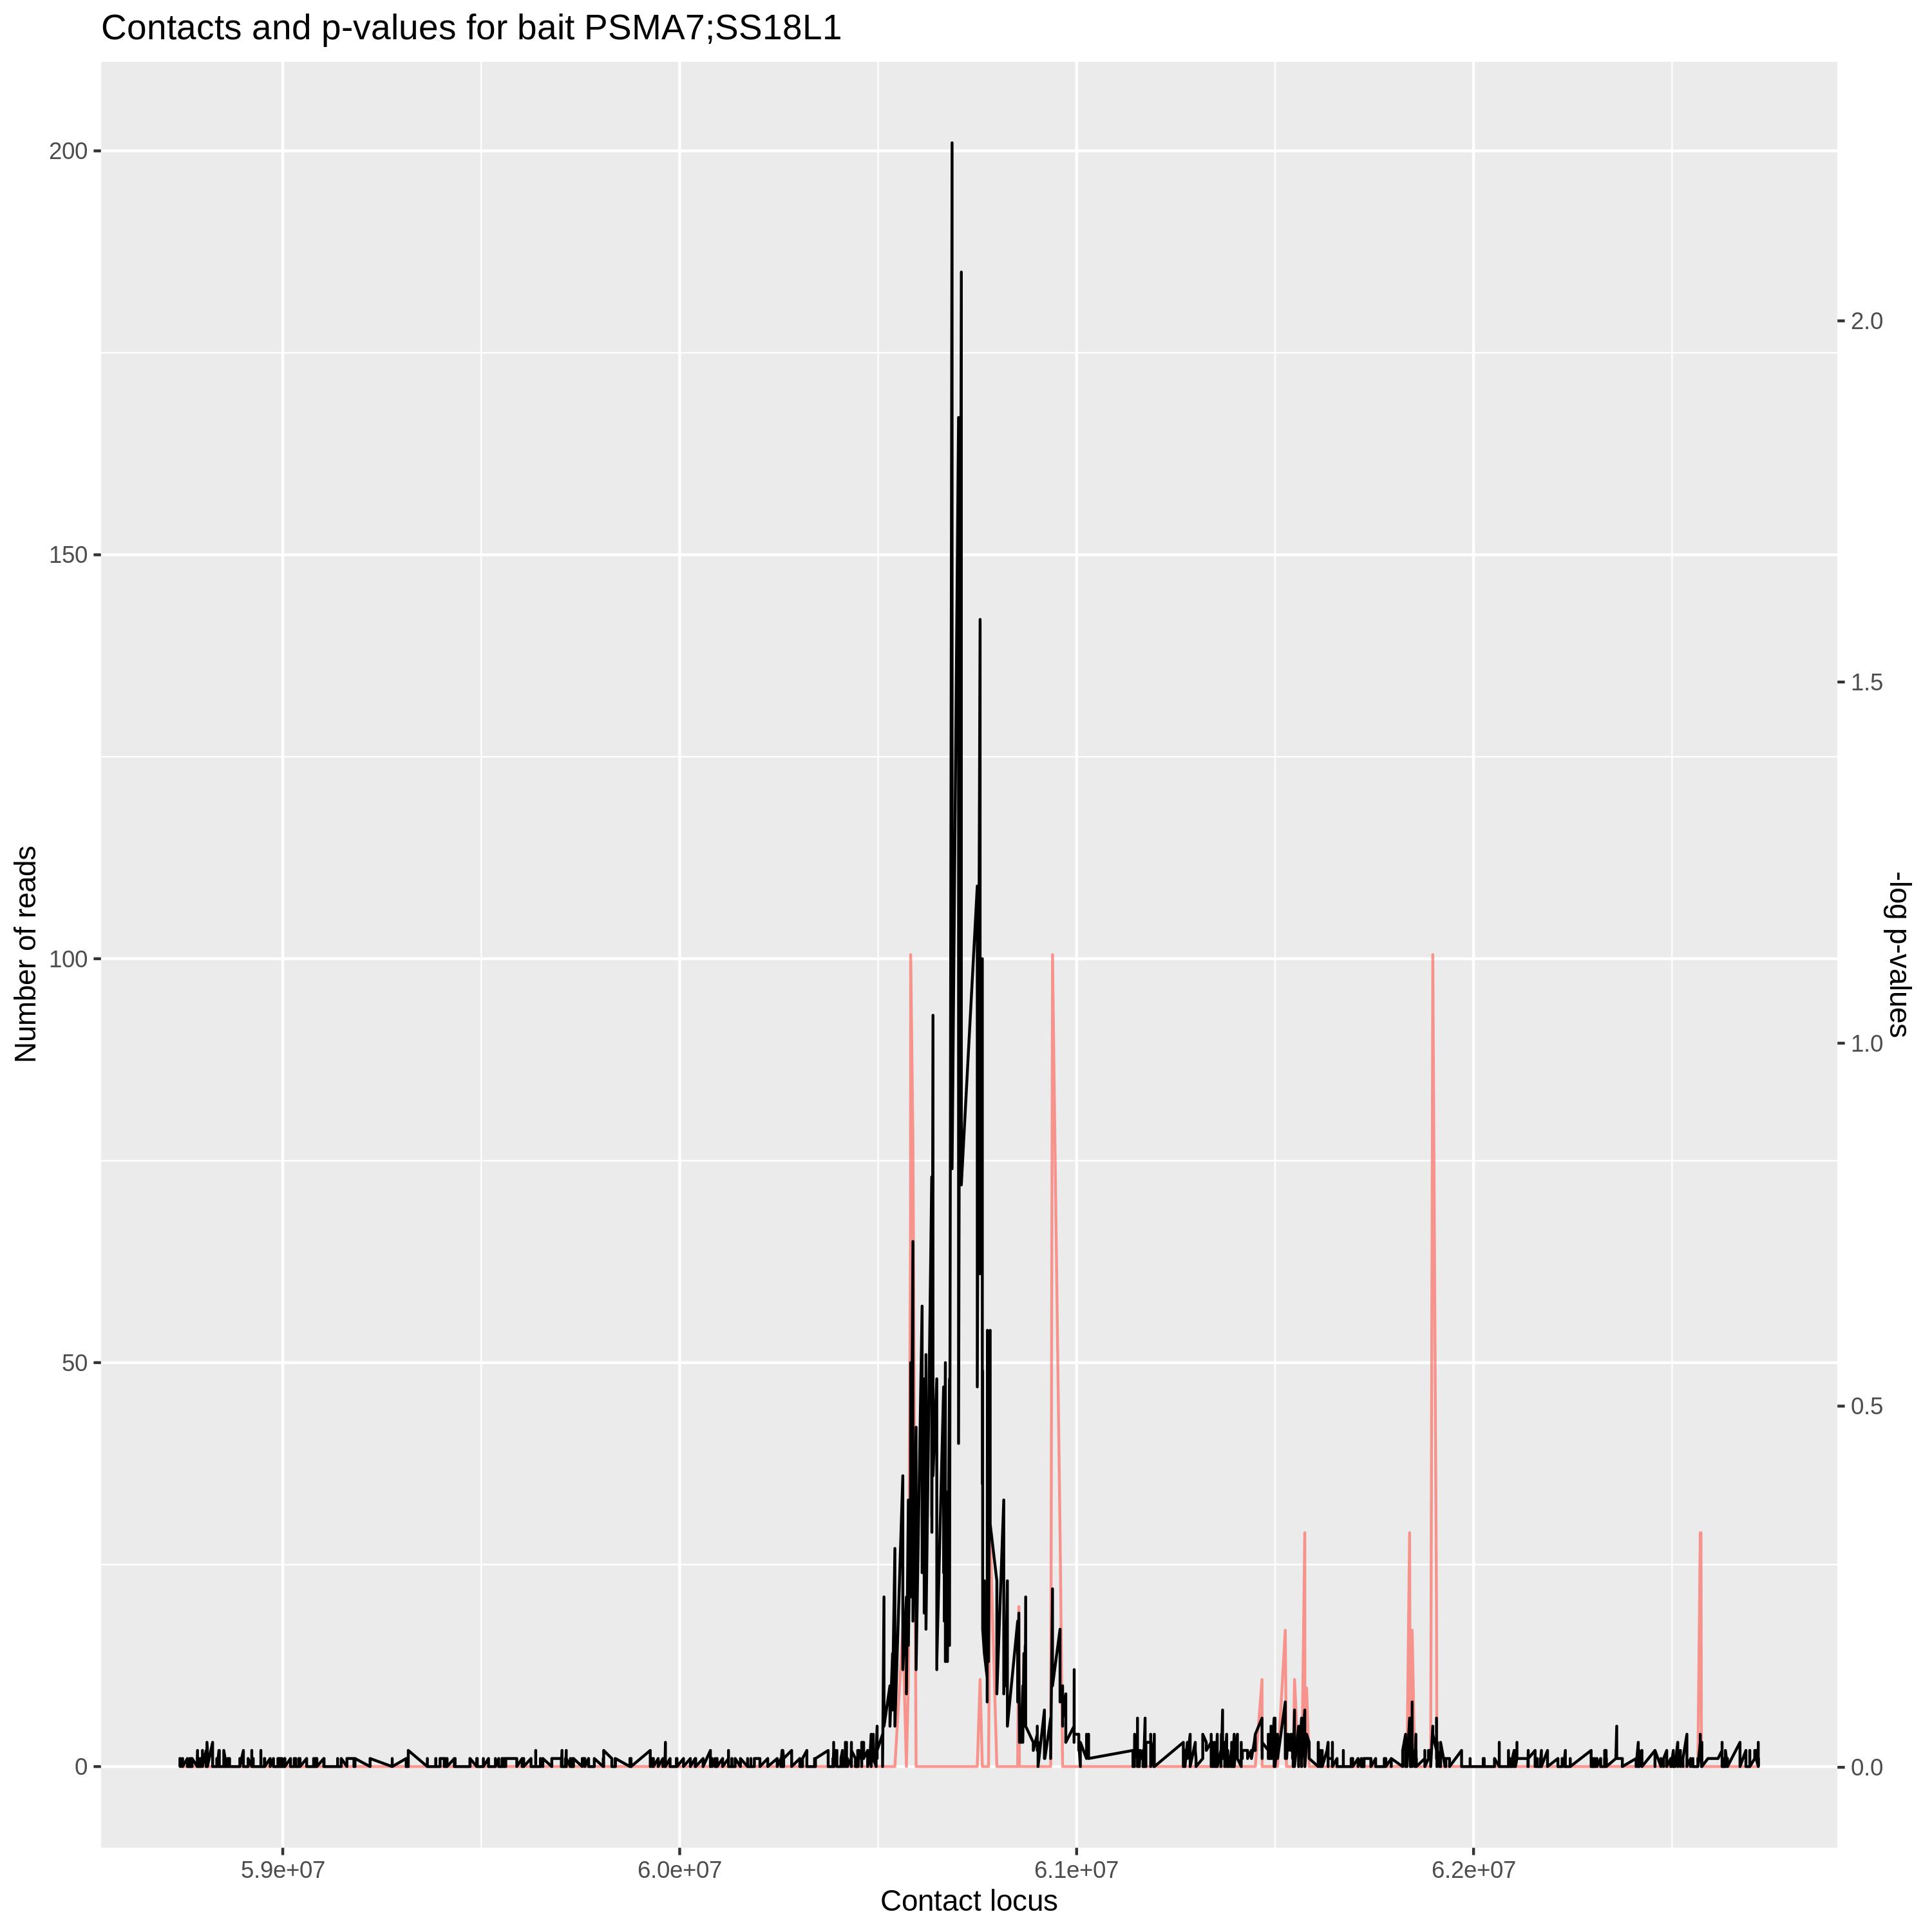 Contacts and p-values for bait PSMA7;SS18L1
200
150
100
50
0
Number of reads
2.0
1.5
1.0
0.5
0.0
-log p-values
5.9e+07
6.0e+07
6.1e+07
6.2e+07
Contact locus